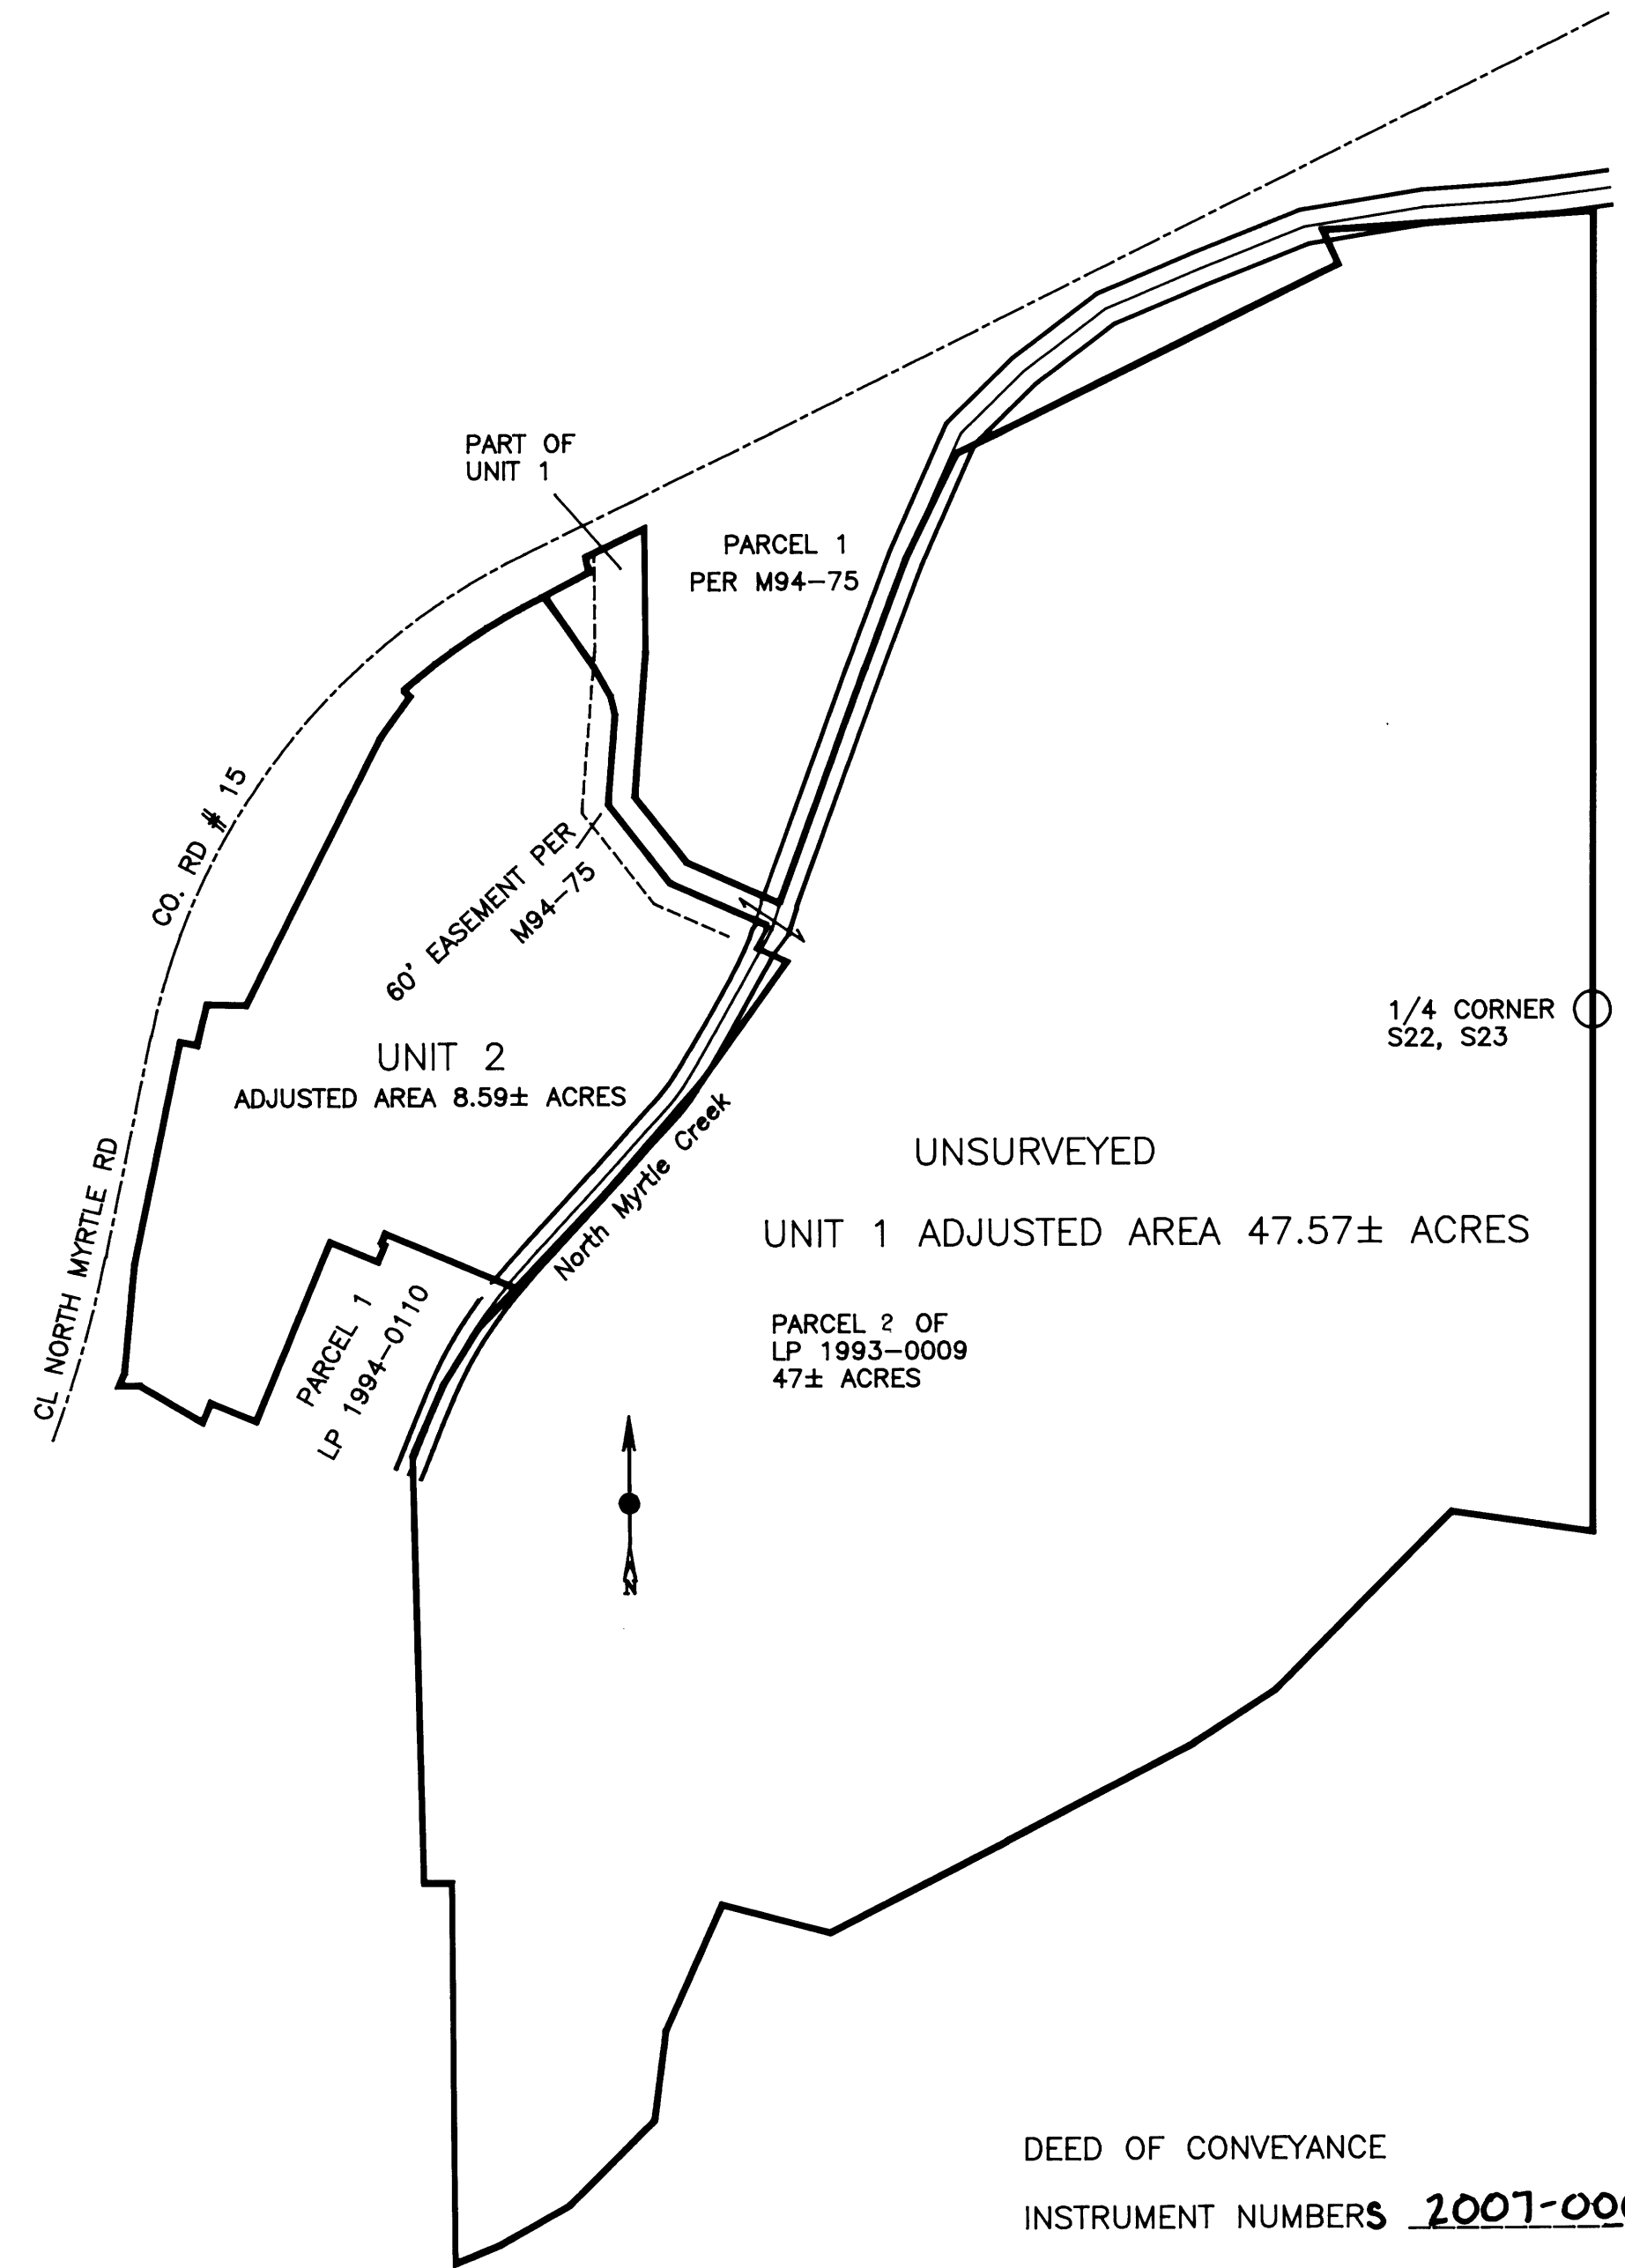 PART OF
UNIT 1
PARCEL 1
PER M94-75
CO. RD # 15
60' EASEMENT PER
M94-75
1/4 CORNER
S22, S23
UNIT 2
ADJUSTED AREA 8.59± ACRES
CL NORTH MYRTLE RD
North Myrtle Creek
UNSURVEYED
UNIT 1 ADJUSTED AREA 47.57± ACRES
PARCEL 1
LP 1994-0110
PARCEL 2 OF
LP 1993-0009
47± ACRES
N
DEED OF CONVEYANCE
INSTRUMENT NUMBERS 2007-00